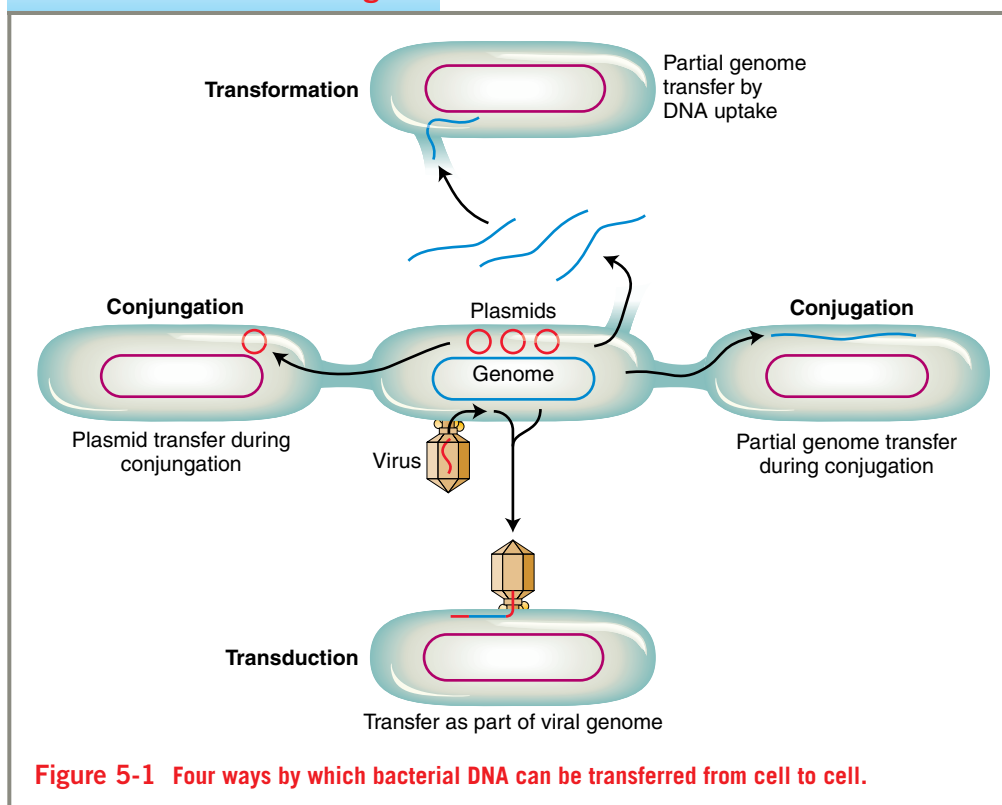 Transformation
Partial genome
transfer by
DNA uptake
Conjungation
Plasmids
Conjugation
Genome
Plasmid transfer during
conjungation
Virus
Partial genome transfer
during conjugation
Transduction
Transfer as part of viral genome
Figure 5-1 Four ways by which bacterial DNA can be transferred from cell to cell.